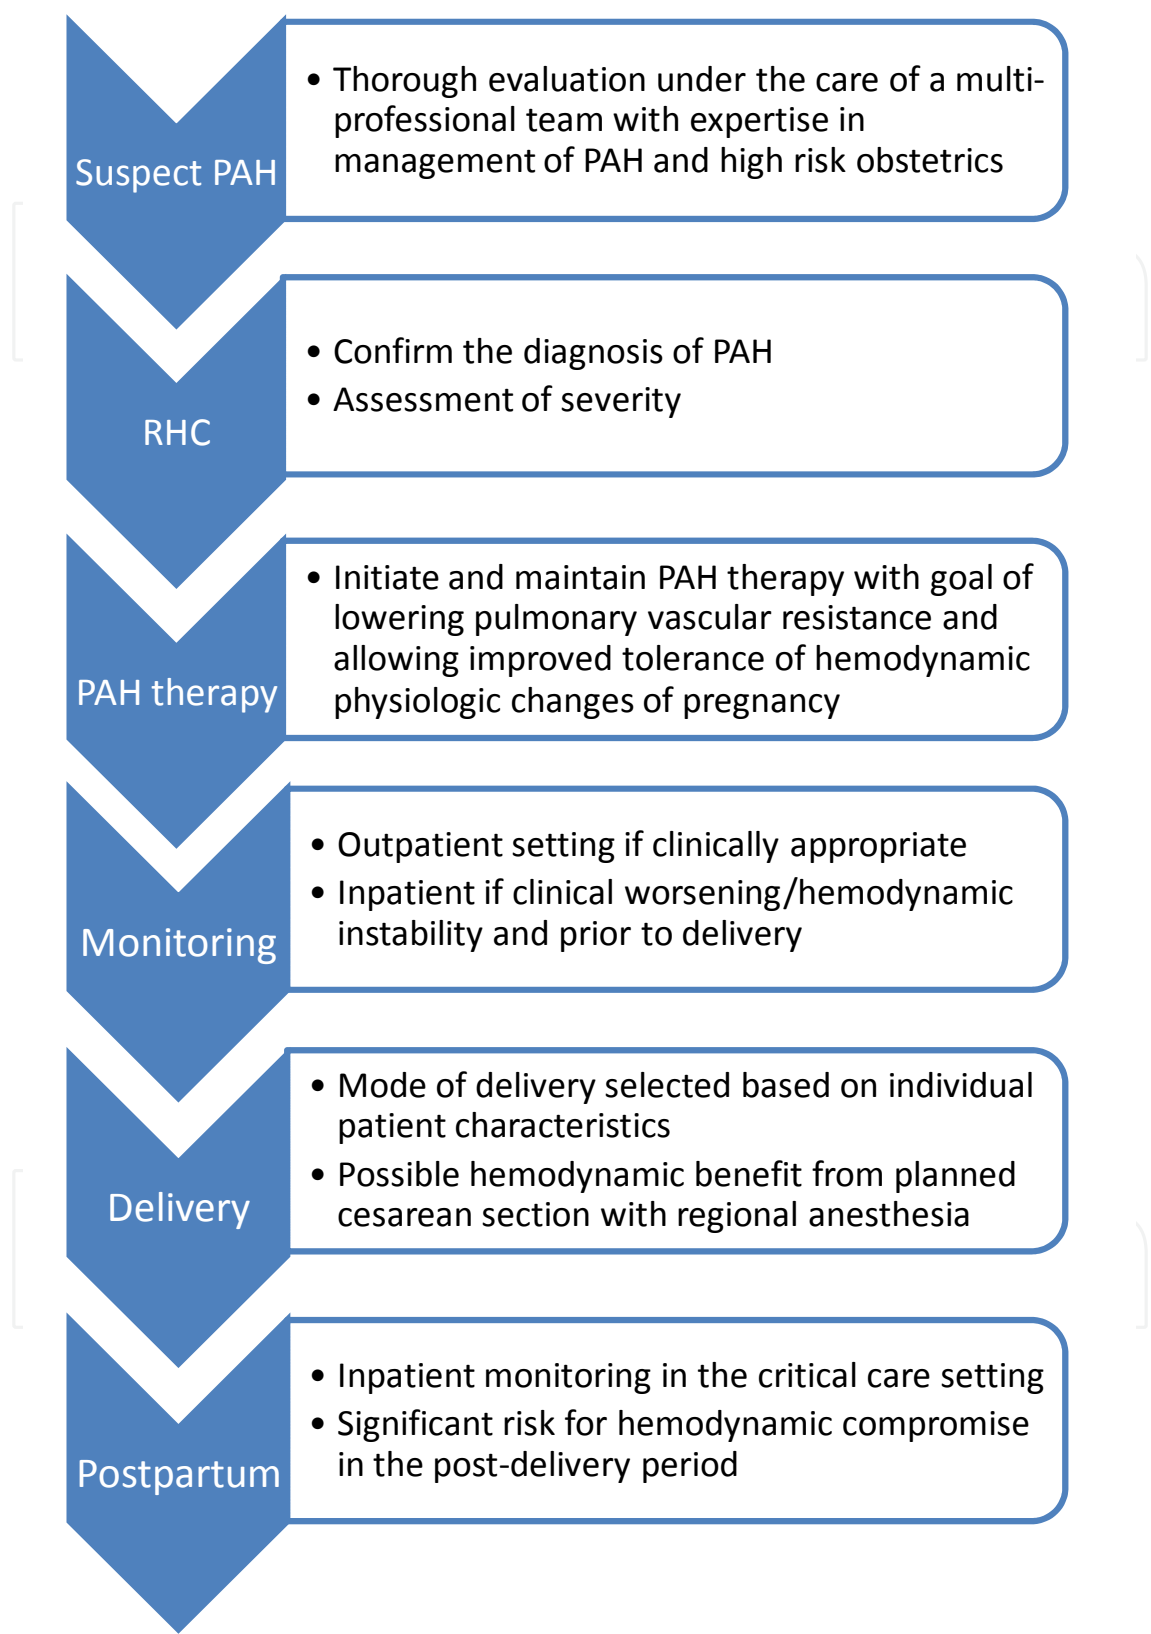 Suspect PAH
• Thorough evaluation under the care of a multi-
professional team with expertise in
management of PAH and high risk obstetrics
RHC
• Confirm the diagnosis of PAH
• Assessment of severity
PAH therapy
• Initiate and maintain PAH therapy with goal of
lowering pulmonary vascular resistance and
allowing improved tolerance of hemodynamic
physiologic changes of pregnancy
Monitoring
• Outpatient setting if clinically appropriate
• Inpatient if clinical worsening/hemodynamic
instability and prior to delivery
Delivery
• Mode of delivery selected based on individual
patient characteristics
• Possible hemodynamic benefit from planned
cesarean section with regional anesthesia
Postpartum
• Inpatient monitoring in the critical care setting
• Significant risk for hemodynamic compromise
in the post-delivery period